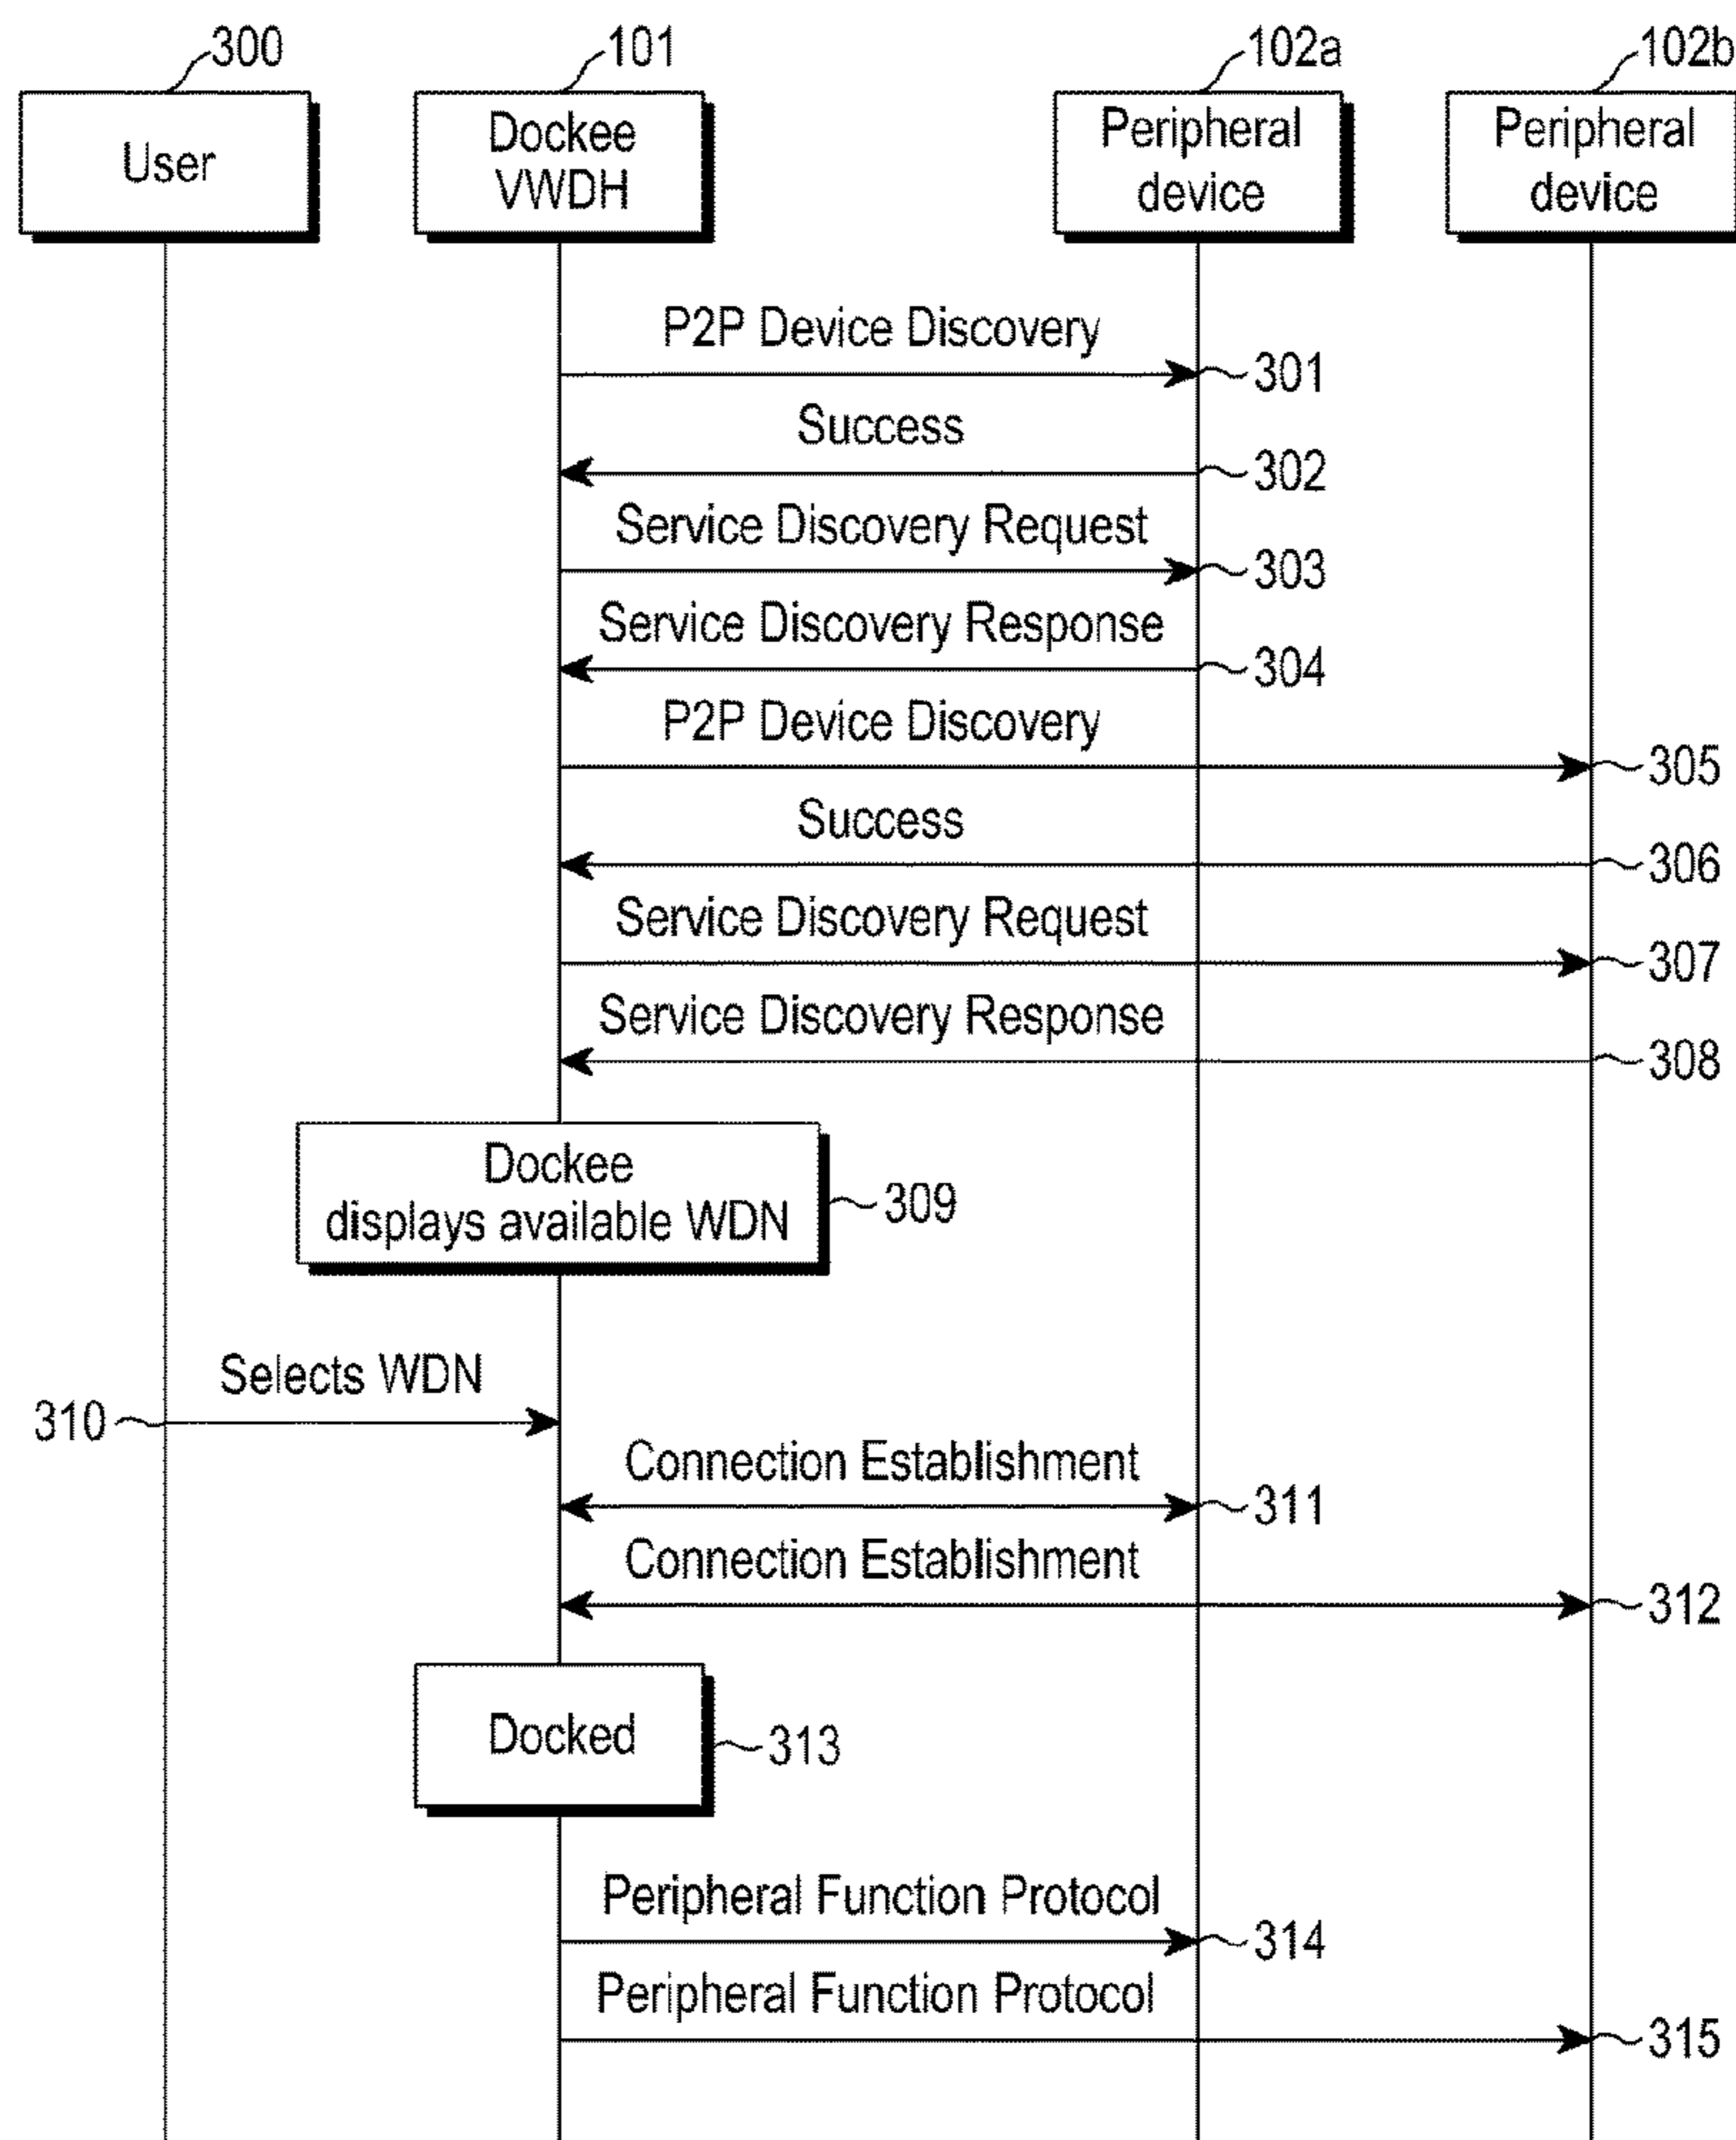 300
101
102a
102b
User
Dockee
VWDH
Peripheral
device
Peripheral
device
P2P Device Discovery
301
Success
302
Service Discovery Request
303
Service Discovery Response
304
P2P Device Discovery
305
Success
306
Service Discovery Request
307
Service Discovery Response
308
Dockee
displays available WDN
309
Selects WDN
310
Connection Establishment
311
Connection Establishment
312
Docked
313
Peripheral Function Protocol
314
Peripheral Function Protocol
315